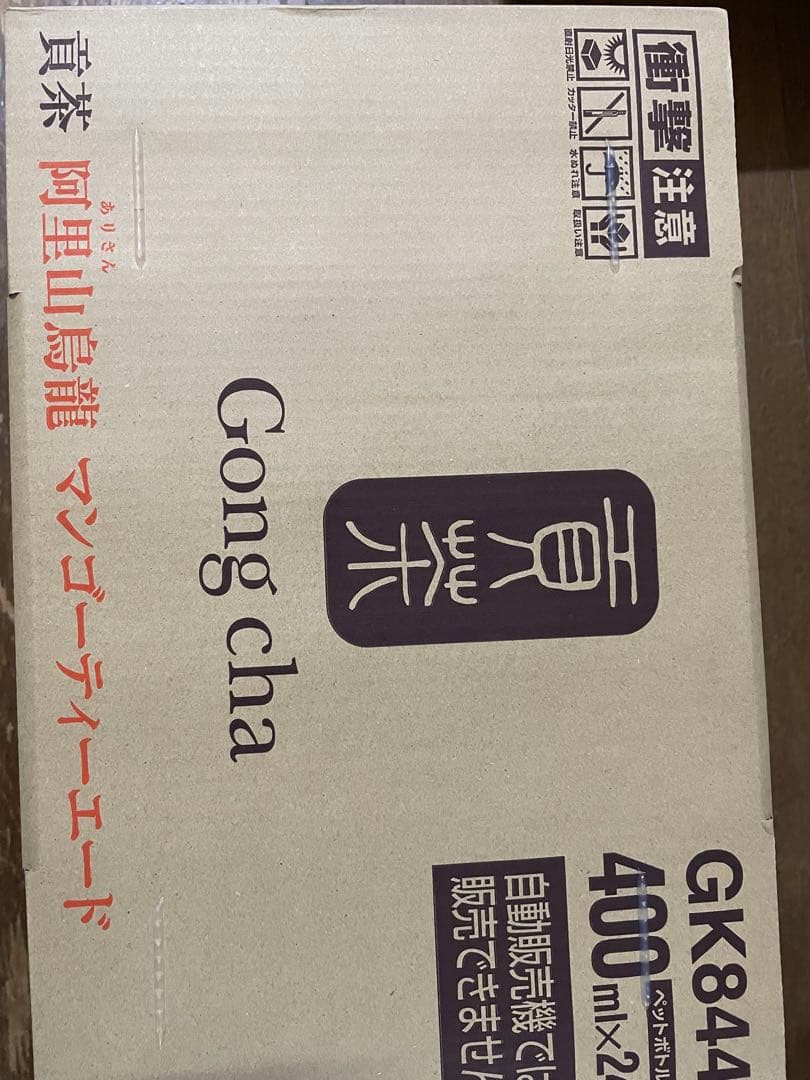 衝撃注意
直射日光禁止
カッター禁止
水ぬれ注意
取扱い注意
GK844
400ml×24
ペットボトル
自動販売機では
販売できません
貢茶
Gong cha
貢茶 阿里山烏龍 マンゴーティーエード
ありさん